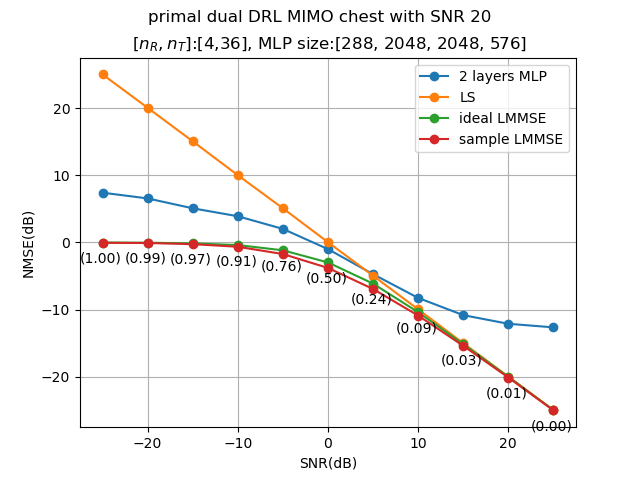 primal dual DRL MIMO chest with SNR 20
[n_R, n_T]:[4,36], MLP size:[288, 2048, 2048, 576]
2 layers MLP
LS
ideal LMMSE
sample LMMSE
NMSE(dB)
20
10
0
−10
−20
(1.00) (0.99) (0.97) (0.91) (0.76) (0.50) (0.24) (0.09) (0.03) (0.01) (0.00)
−20 −10 0 10 20
SNR(dB)